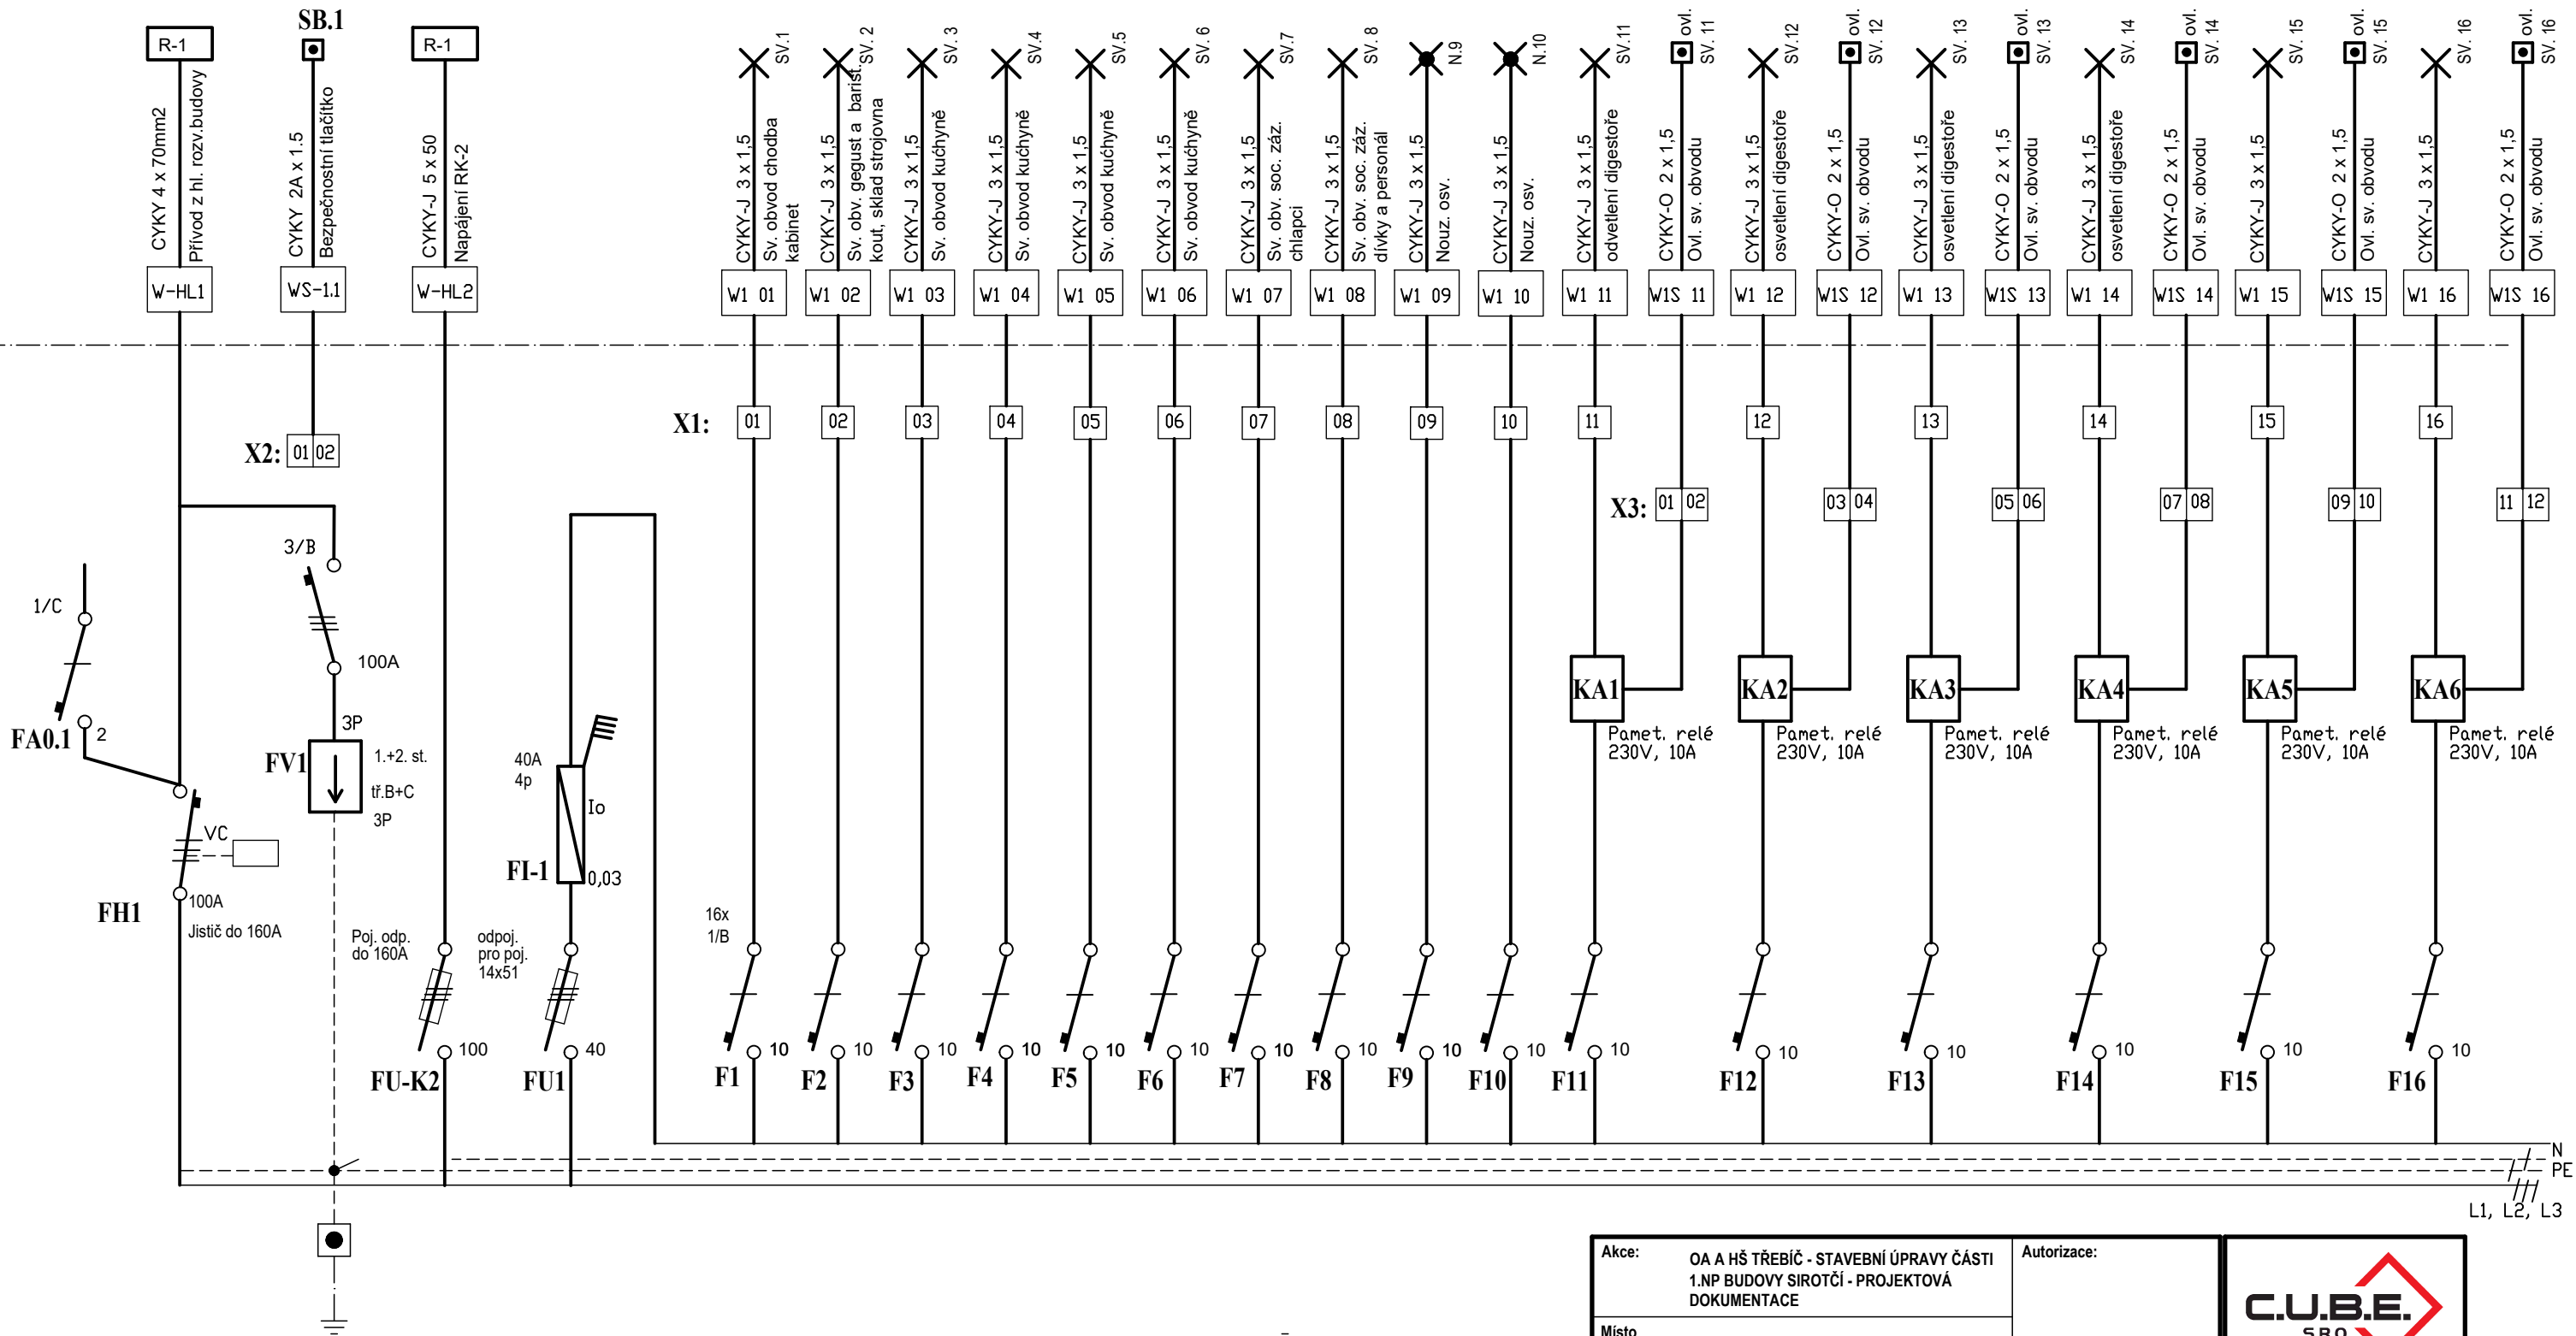 R-1
SB.1
R-1
SV.1
SV. 2
SV. 3
SV.4
SV.5
SV. 6
SV.7
SV. 8
N.9
N.10
SV.11
ovl.
SV. 11
SV.12
ovl.
SV. 12
SV. 13
ovl.
SV. 13
SV.14
ovl.
SV. 14
SV. 15
ovl.
SV. 15
SV.16
ovl.
SV. 16
CYKY 4 x 70mm2
Přívod z hl. rozv.budovy
CYKY 2A x 1.5
Bezpečnostní tlačítko
CYKY-J 5 x 50
Napájení RK-2
CYKY-J 3 x 1,5
Sv. obvod chodba
kabinet
CYKY-J 3 x 1,5
Sv. obv. gegust a barist.
kout, sklad strojovna
CYKY-J 3 x 1,5
Sv. obvod kućhyně
CYKY-J 3 x 1,5
Sv. obvod kućhyně
CYKY-J 3 x 1,5
Sv. obvod kućhyně
CYKY-J 3 x 1,5
Sv. obvod kućhyně
CYKY-J 3 x 1,5
Sv. obv. soc. záz.
chlapci
CYKY-J 3 x 1,5
Sv. obv. soc. záz.
dívky a personál
CYKY-J 3 x 1,5
Nouz. osv.
CYKY-J 3 x 1,5
Nouz. osv.
CYKY-J 3 x 1,5
odvetlení digestoře
CYKY-O 2 x 1,5
Ovl. sv. obvodu
CYKY-J 3 x 1,5
osvetlení digestoře
CYKY-O 2 x 1,5
Ovl. sv. obvodu
CYKY-J 3 x 1,5
osvetlení digestoře
CYKY-O 2 x 1,5
Ovl. sv. obvodu
CYKY-J 3 x 1,5
osvetlení digestoře
CYKY-O 2 x 1,5
Ovl. sv. obvodu
CYKY-J 3 x 1,5
CYKY-O 2 x 1,5
Ovl. sv. obvodu
CYKY-J 3 x 1,5
CYKY-O 2 x 1,5
Ovl. sv. obvodu
W-HL1
WS-1.1
W-HL2
W1 01
W1 02
W1 03
W1 04
W1 05
W1 06
W1 07
W1 08
W1 09
W1 10
W1 11
W1S 11
W1 12
W1S 12
W1 13
W1S 13
W1 14
W1S 14
W1 15
W1S 15
W1 16
W1S 16
X1: 01 02 03 04 05 06 07 08 09 10 11 12 13 14 15 16
X2: 01 02
X3: 01 02 03 04 05 06 07 08 09 10 11 12
3/B
1/C
100A
FA0.1
2
3P
FV1
1.+2. st.
tř.B+C
3P
VC
FH1
100A
Jistič do 160A
40A
4p
Io
FI-1
0,03
Poj. odp.
do 160A
odpoj.
pro poj.
14x51
16x
1/B
KA1
Pamet. relé
230V, 10A
KA2
Pamet. relé
230V, 10A
KA3
Pamet. relé
230V, 10A
KA4
Pamet. relé
230V, 10A
KA5
Pamet. relé
230V, 10A
KA6
Pamet. relé
230V, 10A
100
FU-K2
40
FU1
10 10 10 10 10 10 10 10 10 10 10 10 10 10 10 10
F1 F2 F3 F4 F5 F6 F7 F8 F9 F10 F11 F12 F13 F14 F15 F16
N
PE
L1, L2, L3
Akce:
OA A HŠ TŘEBÍČ - STAVEBNÍ ÚPRAVY ČÁSTI
1.NP BUDOVY SIROTČÍ - PROJEKTOVÁ
DOKUMENTACE
Autorizace:
Místo
C.U.B.E.
S.R.O.